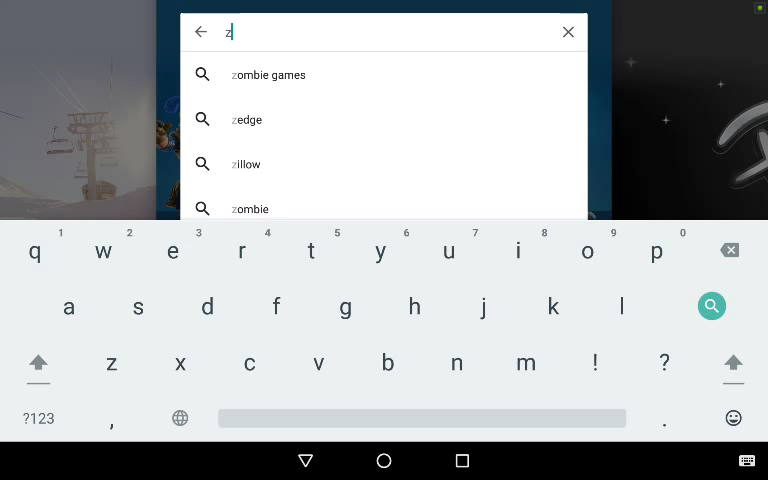 z
zombie games
zedge
zillow
zombie
1 2 3 4 5 6 7 8 9 0
q w e r t y u i o p
a s d f g h j k l
z x c v b n m ! ?
?123 , .